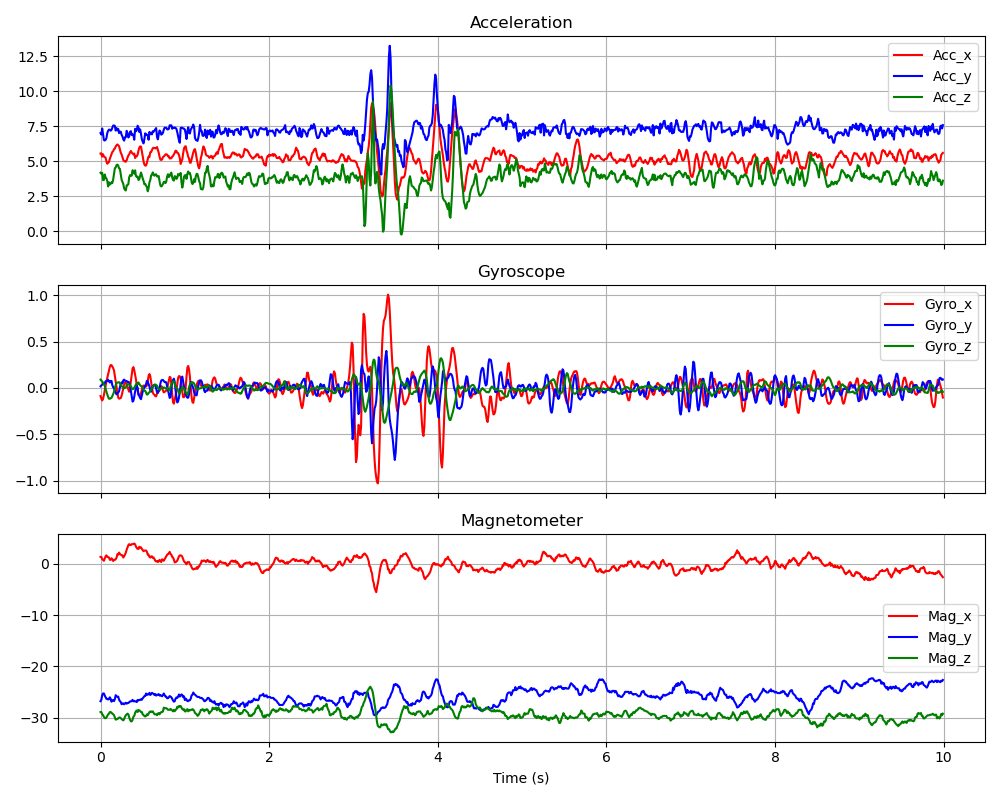 Acceleration
12.5
10.0
7.5
5.0
2.5
0.0
Acc_x
Acc_y
Acc_z
Gyroscope
1.0
0.5
0.0
−0.5
−1.0
Gyro_x
Gyro_y
Gyro_z
Magnetometer
0
−10
−20
−30
Mag_x
Mag_y
Mag_z
0 2 4 6 8 10
Time (s)